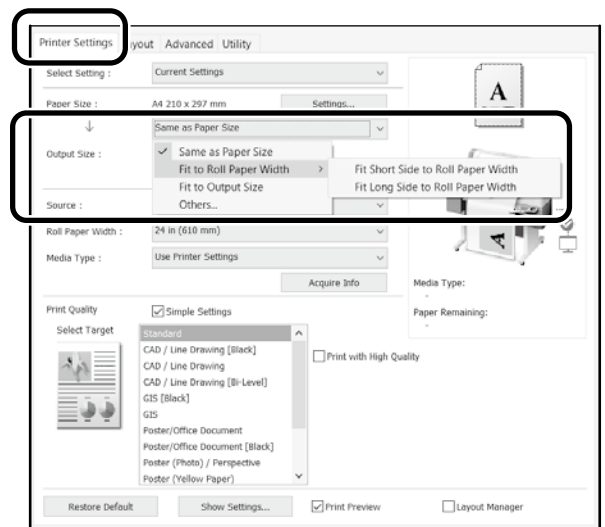 Printer Settings yout Advanced Utility
Select Setting : Current Settings
Paper Size : A4 210 x 297 mm Settings...
Same as Paper Size
Output Size :
Same as Paper Size
Fit to Roll Paper Width
Fit to Output Size
Others...
Fit Short Side to Roll Paper Width
Fit Long Side to Roll Paper Width
Source :
Roll Paper Width : 24 in (610 mm)
Media Type : Use Printer Settings
Acquire Info
A
A
Media Type:
-
Paper Remaining:
-
Print Quality Simple Settings
Select Target
Standard
CAD / Line Drawing [Black]
CAD / Line Drawing
CAD / Line Drawing [Bi-Level]
GIS [Black]
GIS
Poster/Office Document
Poster/Office Document [Black]
Poster (Photo) / Perspective
Poster (Yellow Paper)
Print with High Quality
Restore Default Show Settings... Print Preview Layout Manager